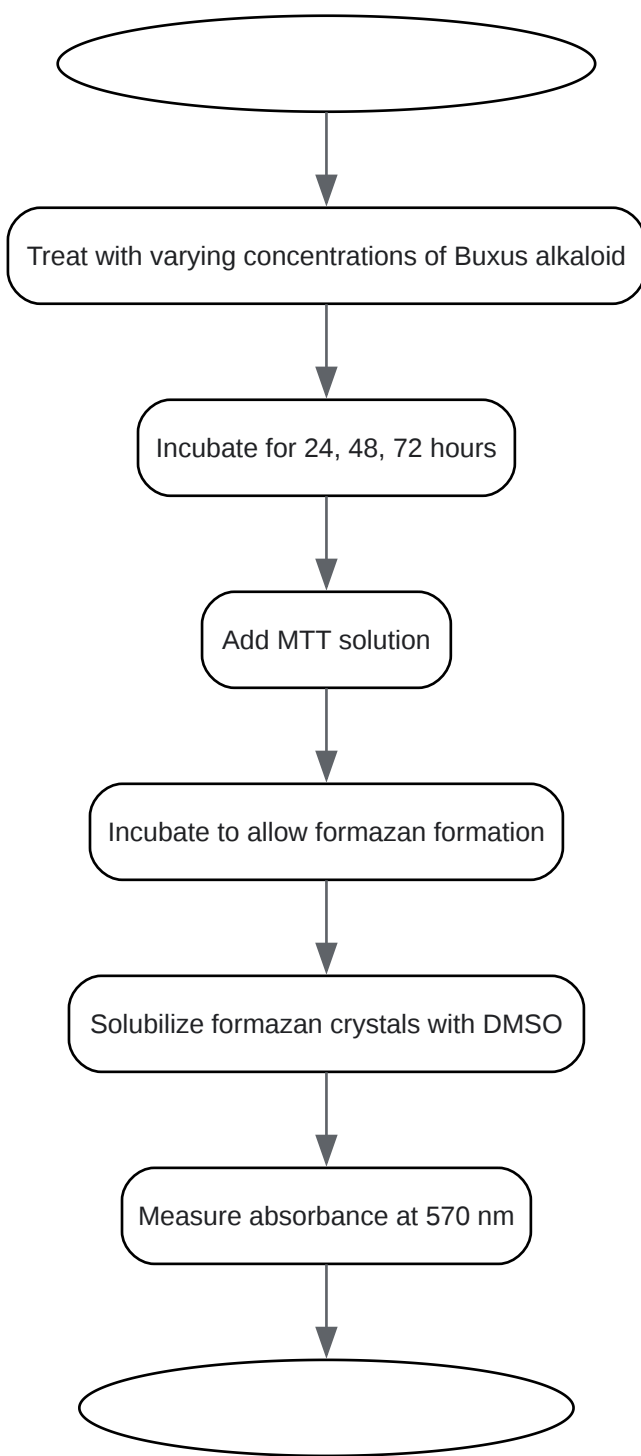 Treat with varying concentrations of Buxus alkaloid
Incubate for 24, 48, 72 hours
Add MTT solution
Incubate to allow formazan formation
Solubilize formazan crystals with DMSO
Measure absorbance at 570 nm